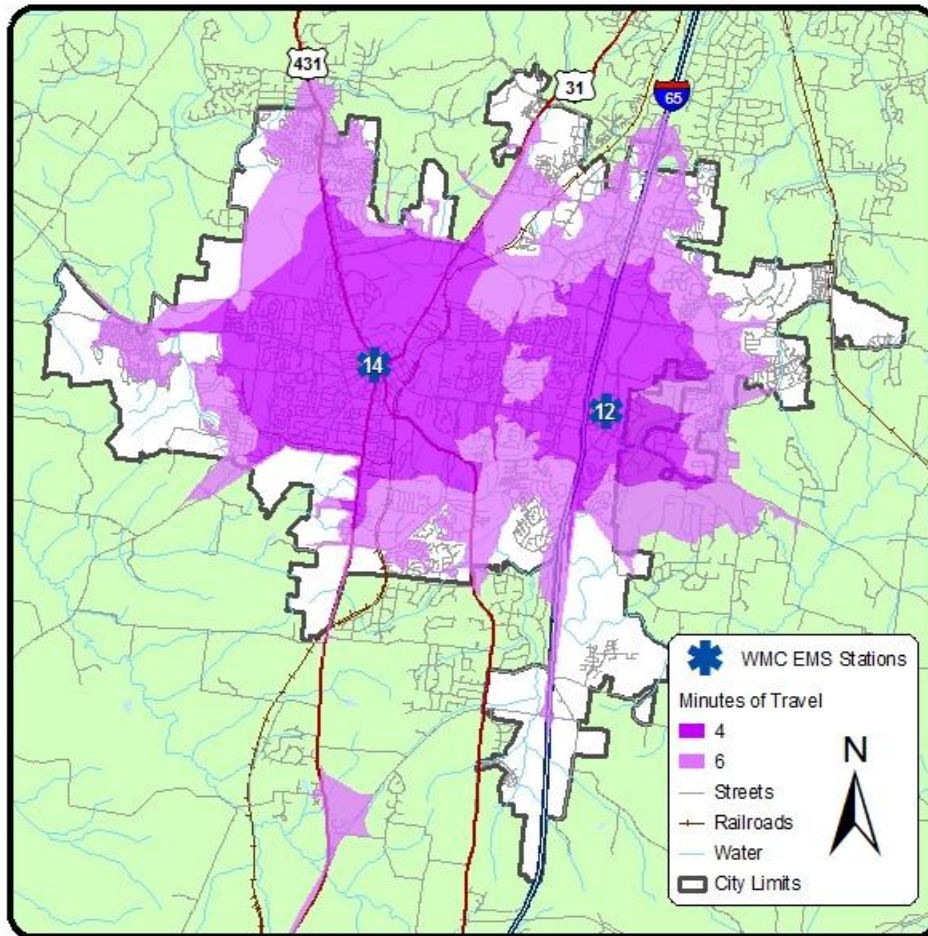 431
31
65
14
12
WMC EMS Stations
Minutes of Travel
4
6
Streets
Railroads
Water
City Limits
N